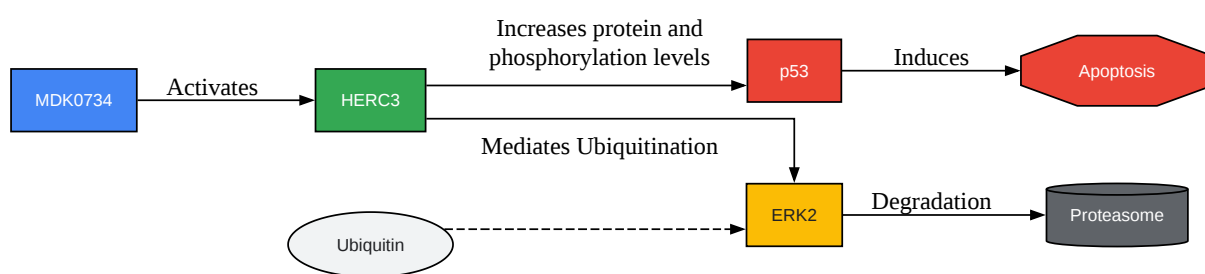 Increases protein and
phosphorylation levels
Induces
p53
Apoptosis
Activates
MDK0734
HERC3
Mediates Ubiquitination
Degradation
ERK2
Proteasome
Ubiquitin